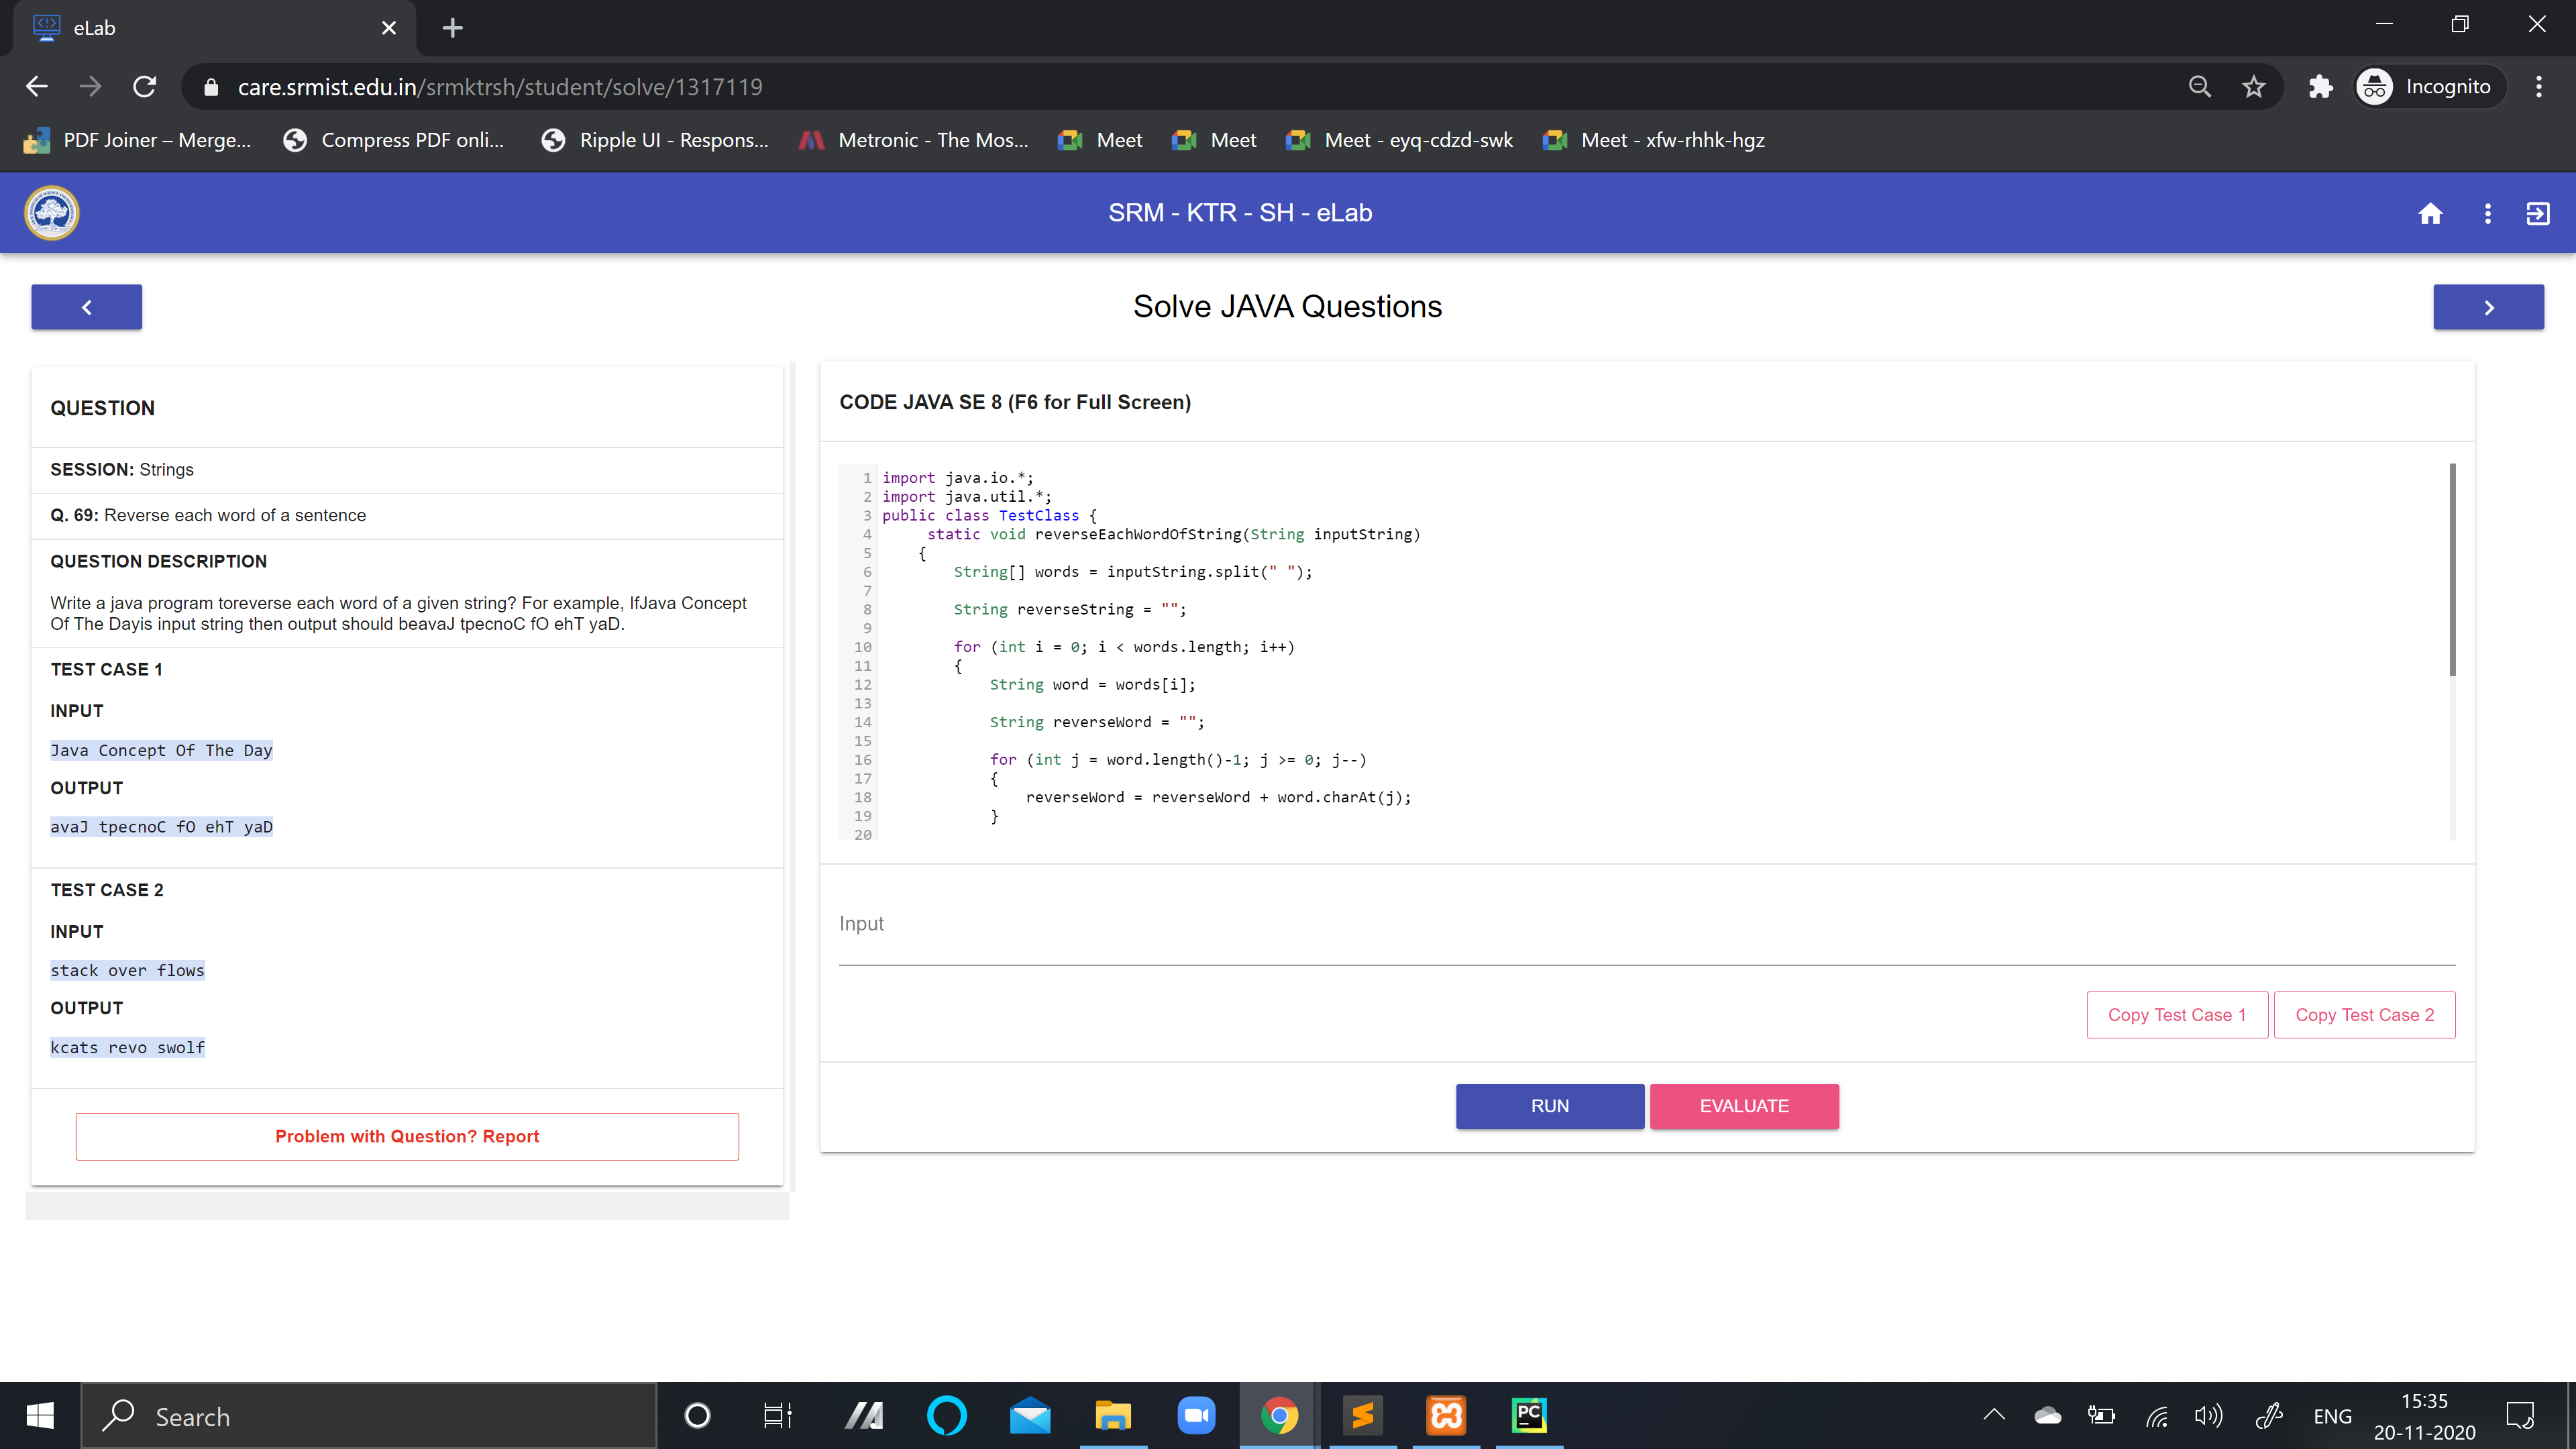 eLab
care.srmist.edu.in/srmktrsh/student/solve/1317119
Incognito
PDF Joiner – Merge...
Compress PDF onli...
Ripple UI - Respons...
Metronic - The Mos...
Meet
Meet
Meet - eyq-cdzd-swk
Meet - xfw-rhhk-hgz
SRM - KTR - SH - eLab
Solve JAVA Questions
QUESTION
SESSION: Strings
Q. 69: Reverse each word of a sentence
QUESTION DESCRIPTION
Write a java program toreverse each word of a given string? For example, IfJava Concept
Of The Dayis input string then output should beavaJ tpecnoC fO ehT yaD.
TEST CASE 1
INPUT
Java Concept Of The Day
OUTPUT
avaJ tpecnoC fO ehT yaD
TEST CASE 2
INPUT
stack over flows
OUTPUT
kcats revo swolf
Problem with Question? Report
CODE JAVA SE 8 (F6 for Full Screen)
1 import java.io.*;
2 import java.util.*;
3 public class TestClass {
4 static void reverseEachWordOfString(String inputString)
5 {
6 String[] words = inputString.split(" ");
7
8 String reverseString = "";
9
10 for (int i = 0; i < words.length; i++)
11 {
12 String word = words[i];
13
14 String reverseWord = "";
15
16 for (int j = word.length()-1; j >= 0; j--)
17 {
18 reverseWord = reverseWord + word.charAt(j);
19 }
20
Input
Copy Test Case 1
Copy Test Case 2
RUN
EVALUATE
Search
PC
ENG
15:35
20-11-2020